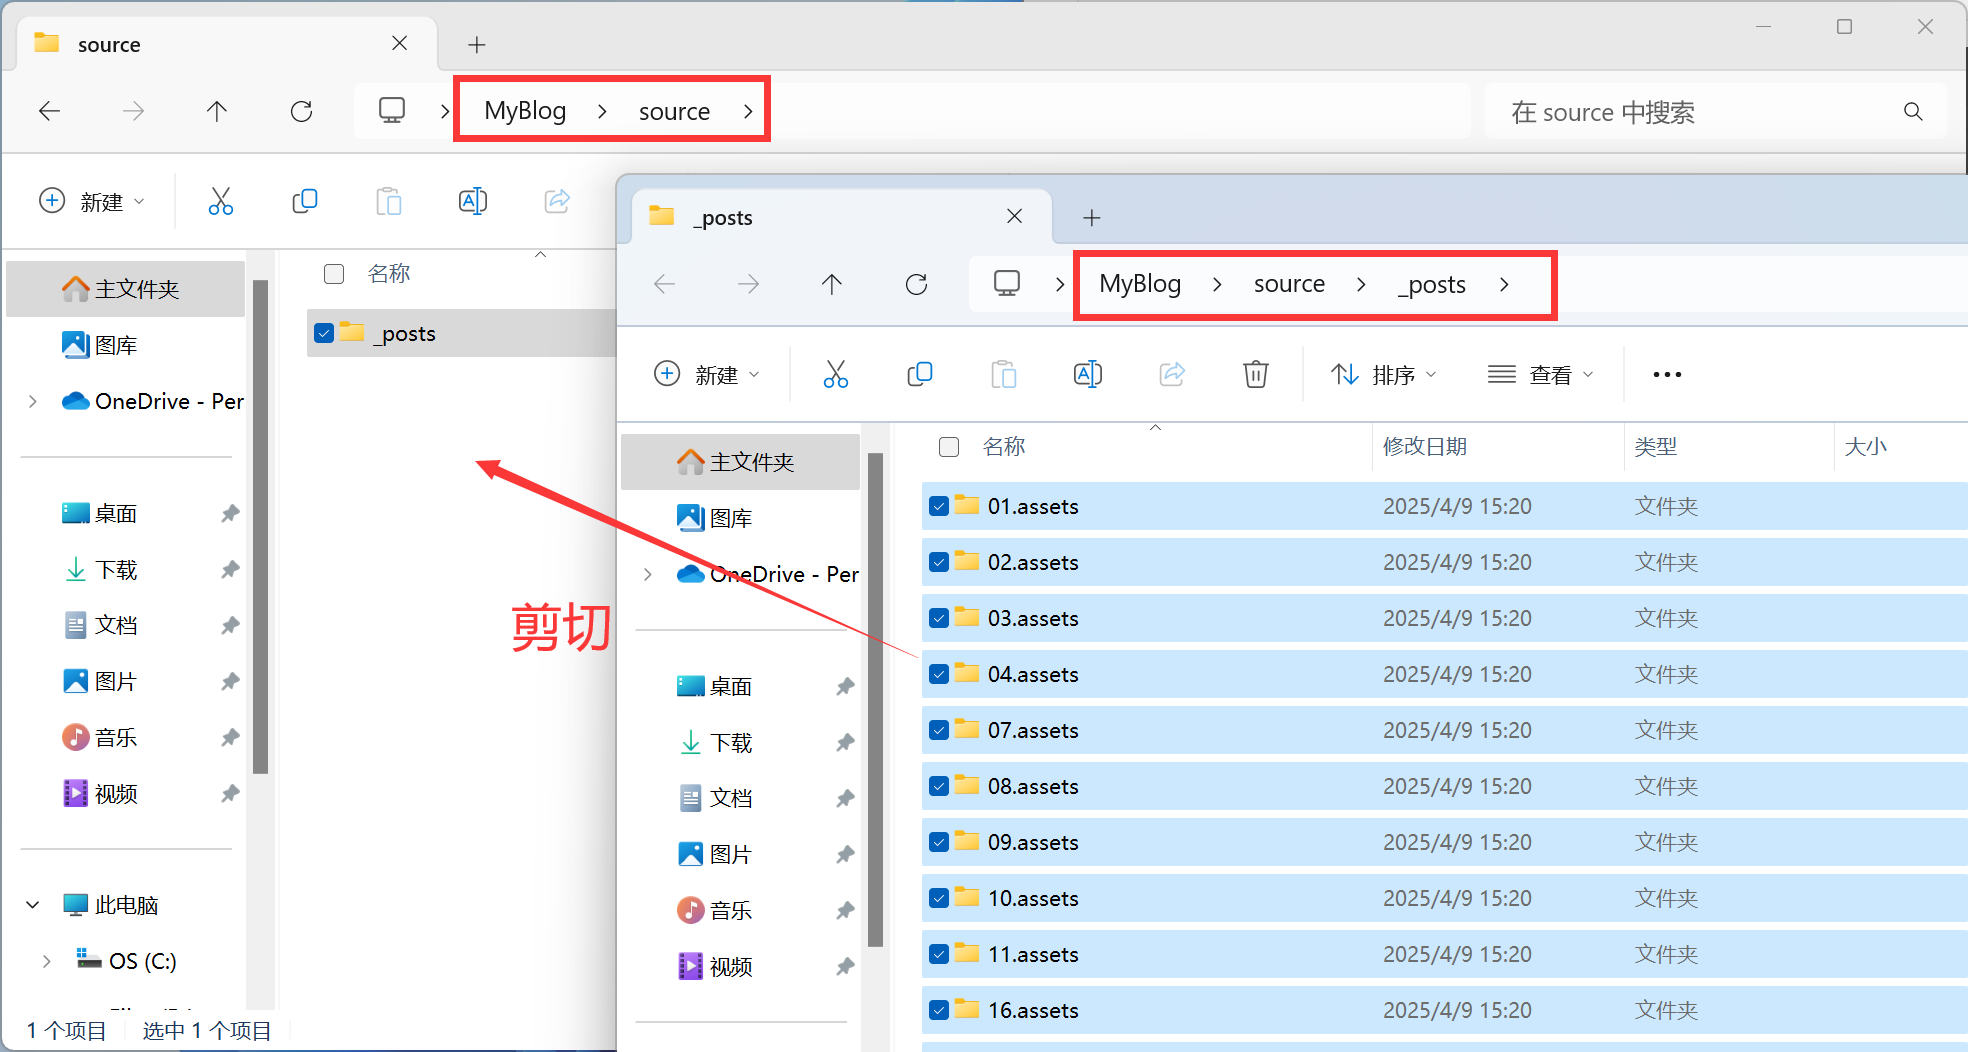 source
MyBlog
source
在 source 中搜索
新建
名称
_posts
主文件夹
图库
OneDrive - Per
桌面
下载
文档
图片
音乐
视频
此电脑
OS (C:)
1 个项目
选中 1 个项目
剪切
_posts
MyBlog
source
_posts
新建
排序
查看
主文件夹
图库
OneDrive - Per
桌面
下载
文档
图片
音乐
视频
名称 修改日期 类型 大小
01.assets 2025/4/9 15:20 文件夹
02.assets 2025/4/9 15:20 文件夹
03.assets 2025/4/9 15:20 文件夹
04.assets 2025/4/9 15:20 文件夹
07.assets 2025/4/9 15:20 文件夹
08.assets 2025/4/9 15:20 文件夹
09.assets 2025/4/9 15:20 文件夹
10.assets 2025/4/9 15:20 文件夹
11.assets 2025/4/9 15:20 文件夹
16.assets 2025/4/9 15:20 文件夹